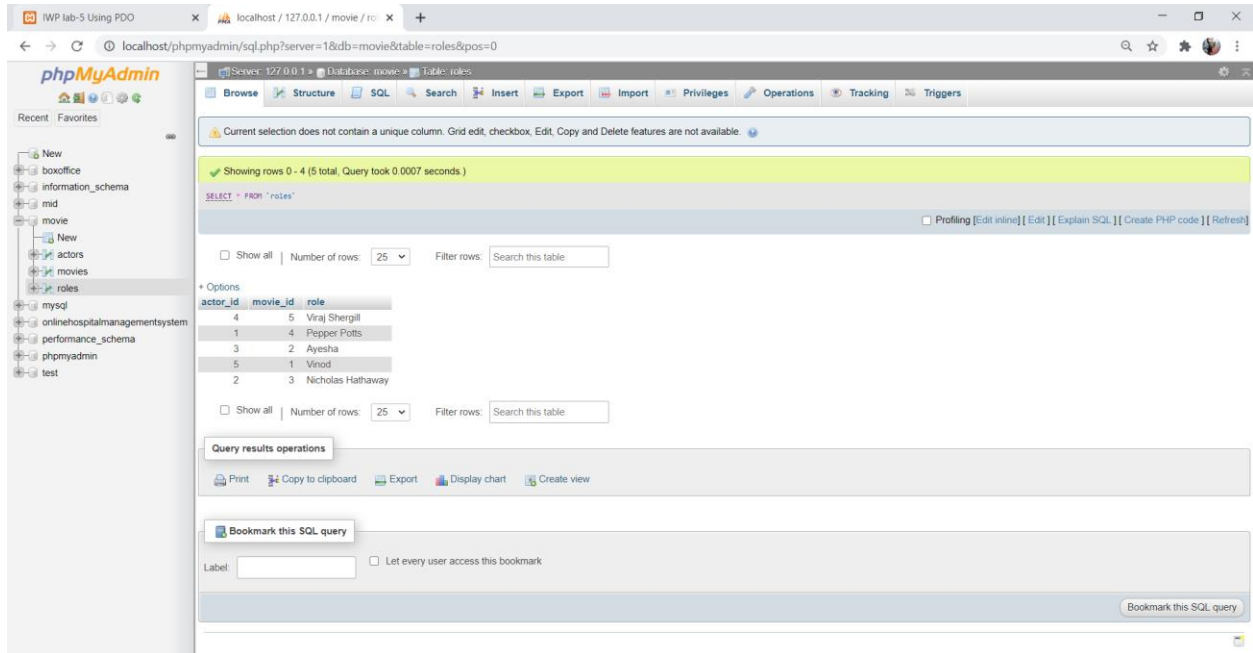 IWP lab-5 Using PDO
localhost / 127.0.0.1 / movie / ro
localhost/phpmyadmin/sql.php?server=1&db=movie&table=roles&pos=0
phpMyAdmin
Recent Favorites
New
boxoffice
information_schema
mid
movie
New
actors
movies
roles
mysql
onlinehospitalmanagementsystem
performance_schema
phpmyadmin
test
Server: 127.0.0.1 » Database: movie » Table: roles
Browse Structure SQL Search Insert Export Import Privileges Operations Tracking Triggers
Current selection does not contain a unique column. Grid edit, checkbox, Edit, Copy and Delete features are not available.
Showing rows 0 - 4 (5 total, Query took 0.0007 seconds.)
SELECT * FROM `roles`
Profiling [Edit inline] [ Edit ] [ Explain SQL ] [ Create PHP code ] [ Refresh]
Show all | Number of rows: 25 Filter rows: Search this table
+ Options
actor_id movie_id role
4 5 Viraj Shergill
1 4 Pepper Potts
3 2 Ayesha
5 1 Vinod
2 3 Nicholas Hathaway
Show all | Number of rows: 25 Filter rows: Search this table
Query results operations
Print Copy to clipboard Export Display chart Create view
Bookmark this SQL query
Label: Let every user access this bookmark
Bookmark this SQL query